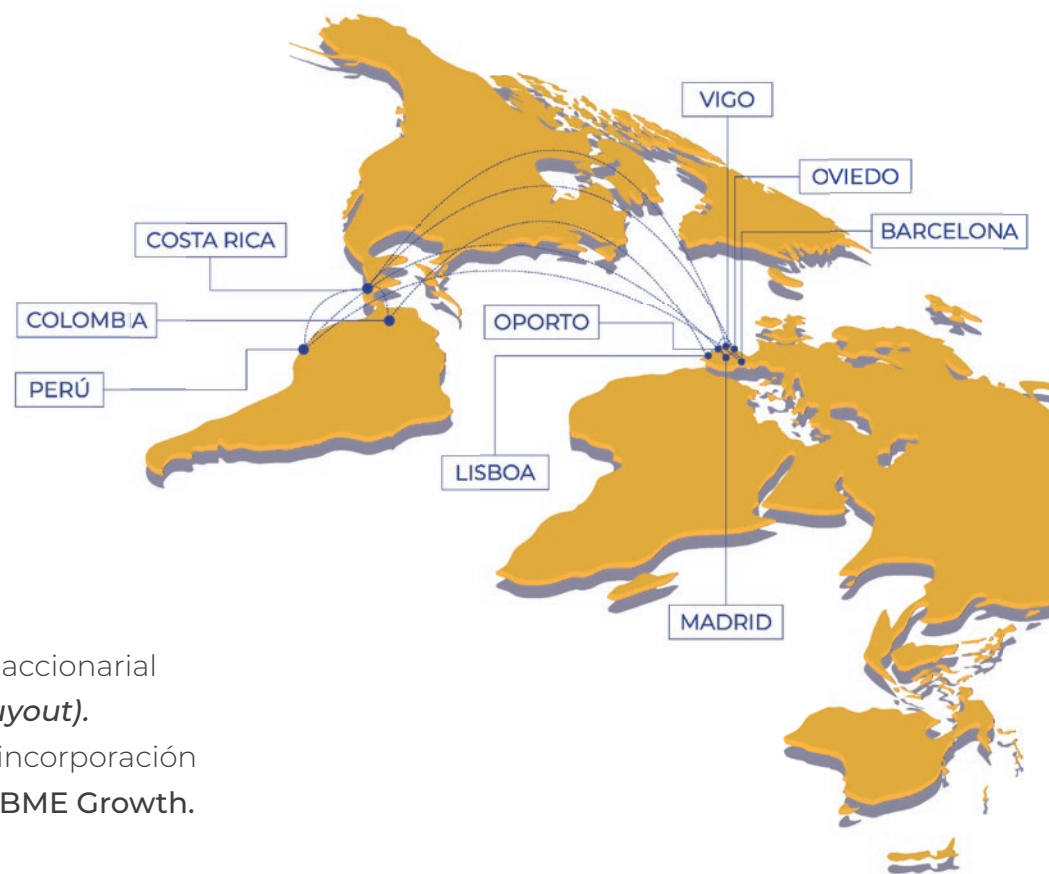 VIGO
OVIEDO
BARCELONA
COSTA RICA
COLOMBIA
OPORTO
PERÚ
LISBOA
MADRID
accionarial
uyout).
incorporación
BME Growth.